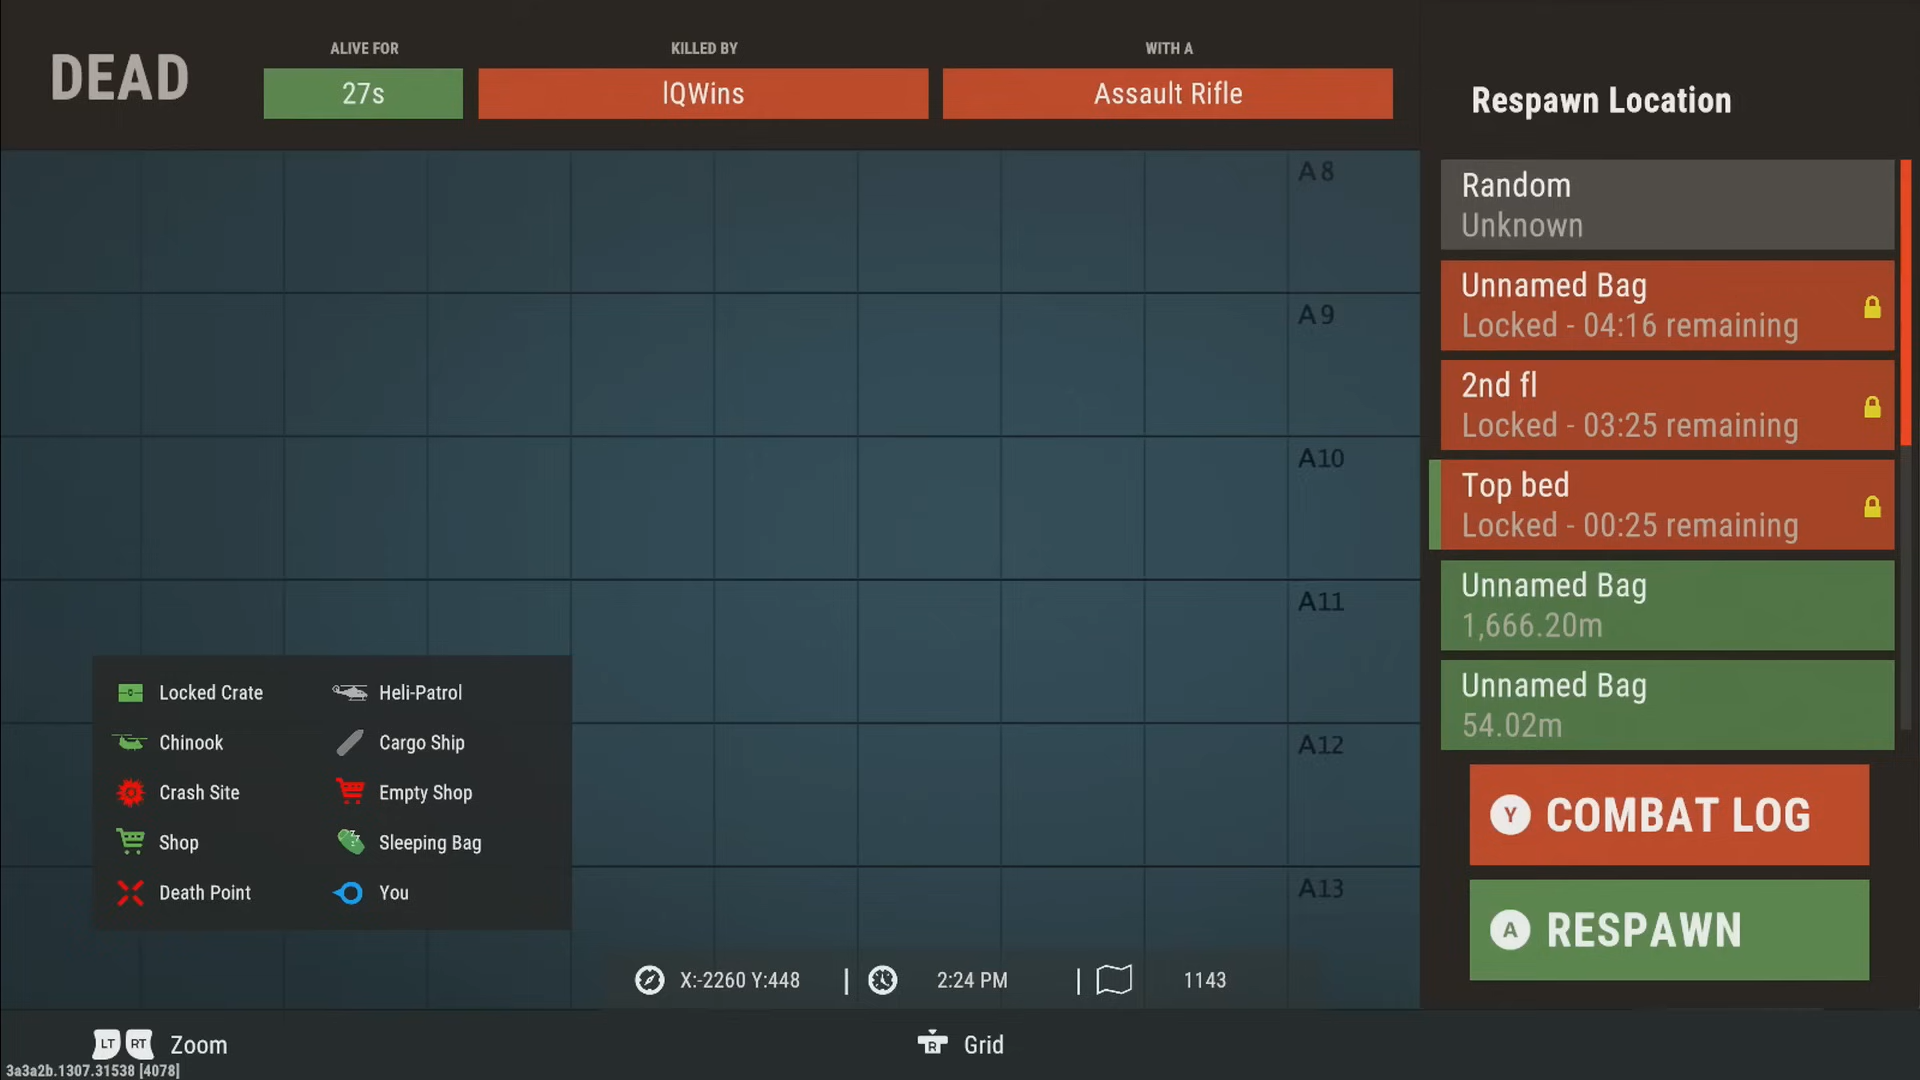 DEAD
ALIVE FOR
27s
KILLED BY
lQWins
WITH A
Assault Rifle
Respawn Location
Random
Unknown
Unnamed Bag
Locked - 04:16 remaining
2nd fl
Locked - 03:25 remaining
Top bed
Locked - 00:25 remaining
Unnamed Bag
1,666.20m
Unnamed Bag
54.02m
Y COMBAT LOG
A RESPAWN
A8
A9
A10
A11
A12
A13
Locked Crate
Heli-Patrol
Chinook
Cargo Ship
Crash Site
Empty Shop
Shop
Sleeping Bag
Death Point
You
X:-2260 Y:448 | 2:24 PM | 1143
LT RT Zoom
R Grid
3a3a2b.1307.31538 [4078]